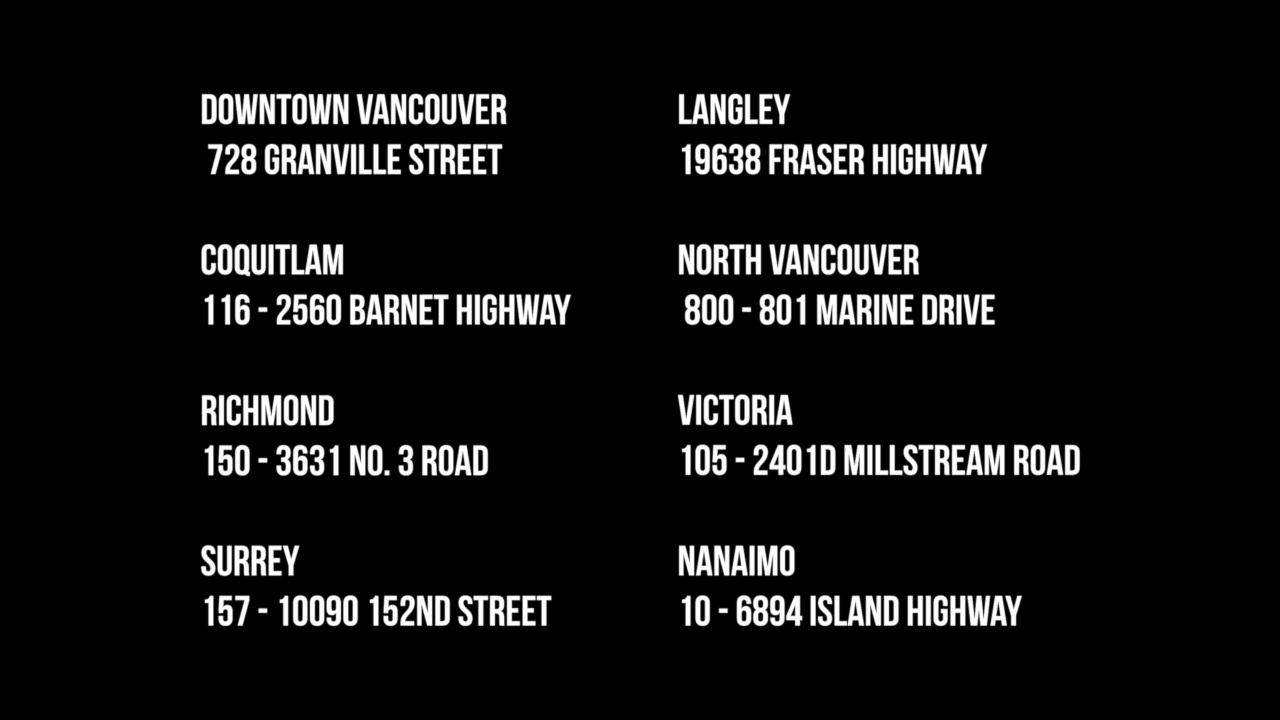 DOWNTOWN VANCOUVER
728 GRANVILLE STREET
COQUITLAM
116 - 2560 BARNET HIGHWAY
RICHMOND
150 - 3631 NO. 3 ROAD
SURREY
157 - 10090 152ND STREET
LANGLEY
19638 FRASER HIGHWAY
NORTH VANCOUVER
800 - 801 MARINE DRIVE
VICTORIA
105 - 2401D MILLSTREAM ROAD
NANAIMO
10 - 6894 ISLAND HIGHWAY